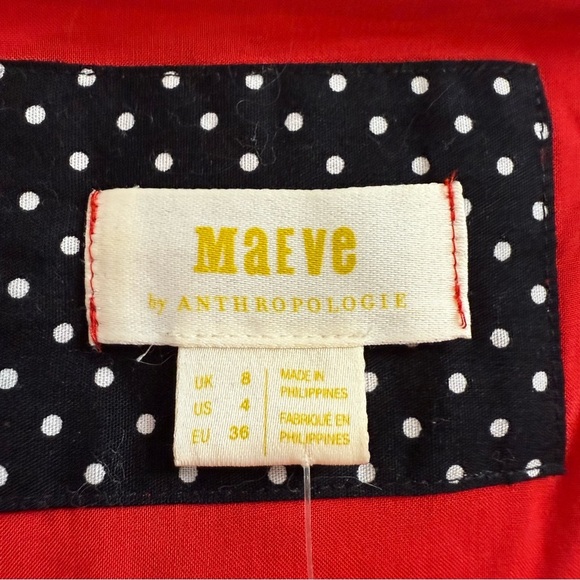 MaEVe
by ANTHROPOLOGIE
UK 8
US 4
EU 36
MADE IN
PHILIPPINES
FABRIQUÉ EN
PHILIPPINES